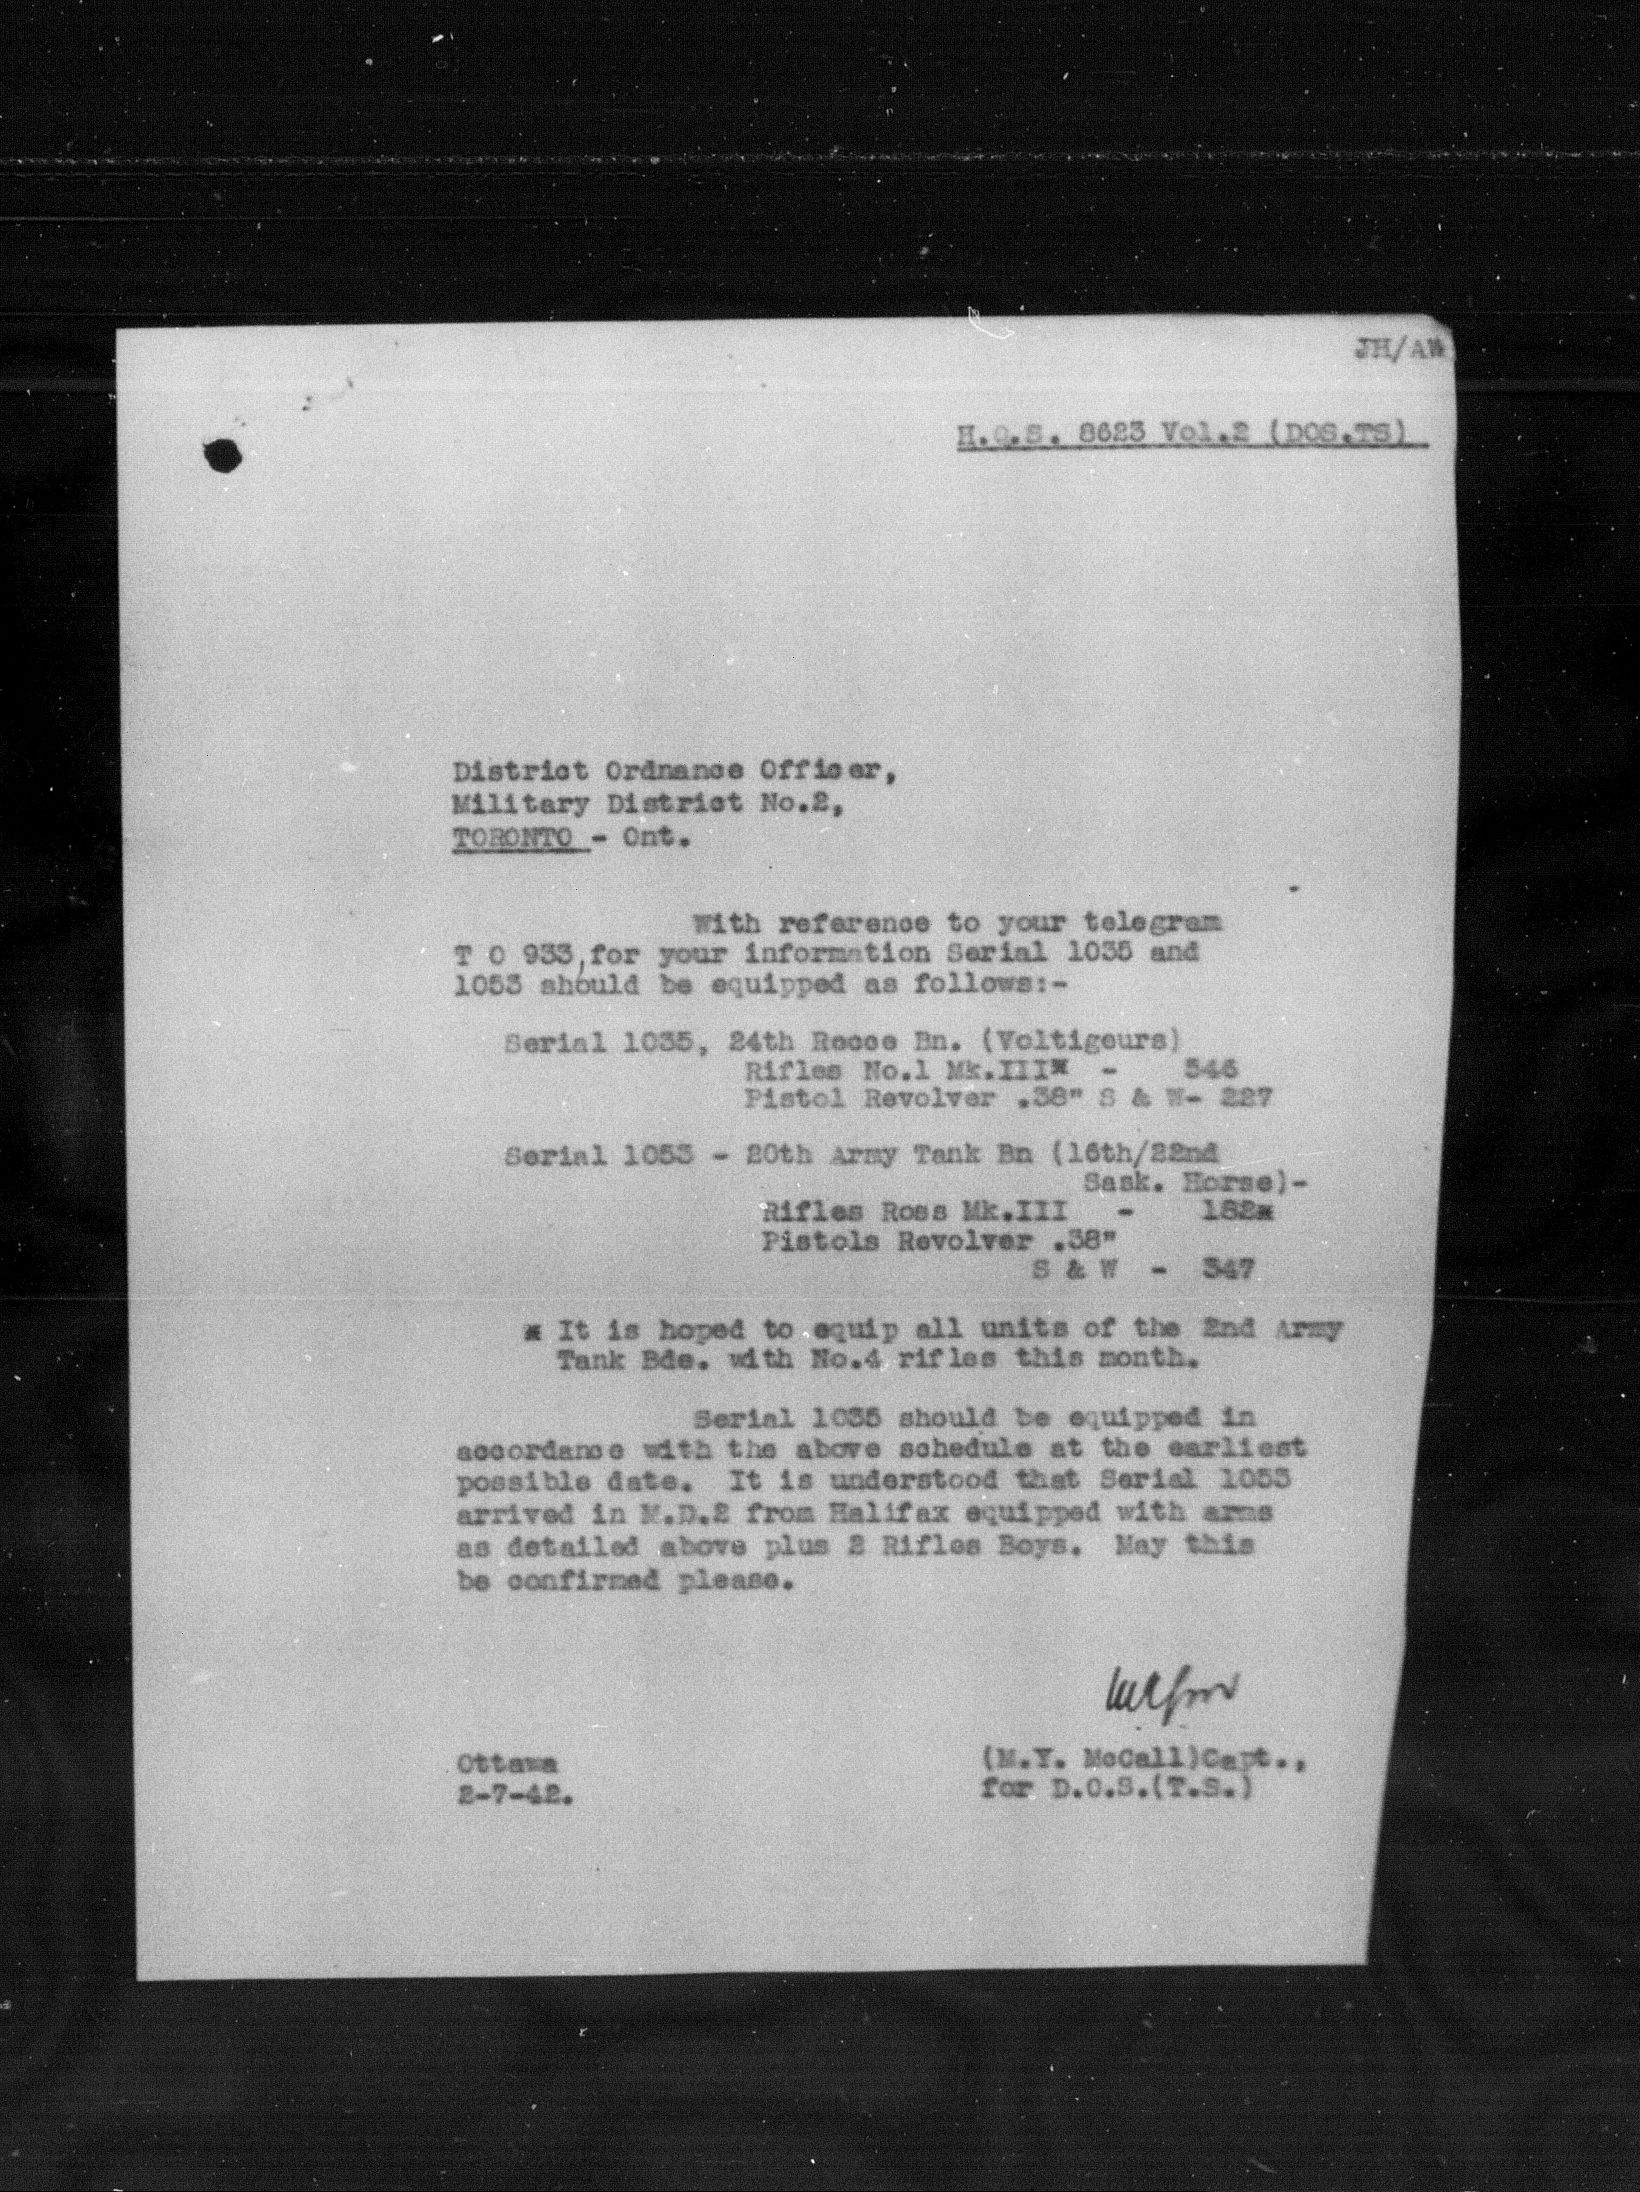 JH/AW
H.Q.S. 8623 Vol.2 (DOS.TS)
District Ordnance Officer,
Military District No.2,
TORONTO - Ont.
With reference to your telegram
T O 933,for your information Serial 1035 and
1053 should be equipped as follows:-
Serial 1035, 24th Recce Bn. (Voltigeurs)
Rifles No.1 Mk.III* - 546
Pistol Revolver .38" S & W- 227
Serial 1053 - 20th Army Tank Bn (16th/22nd
Sask. Horse)-
Rifles Ross Mk.III - 182*
Pistols Revolver .38"
S & W - 347
* It is hoped to equip all units of the 2nd Army
Tank Bde. with No.4 rifles this month.
Serial 1035 should be equipped in
accordance with the above schedule at the earliest
possible date. It is understood that Serial 1053
arrived in M.D.2 from Halifax equipped with arms
as detailed above plus 2 Rifles Boys. May this
be confirmed please.
Ottawa
2-7-42.
(M.Y. McCall)Capt.,
for D.O.S.(T.S.)